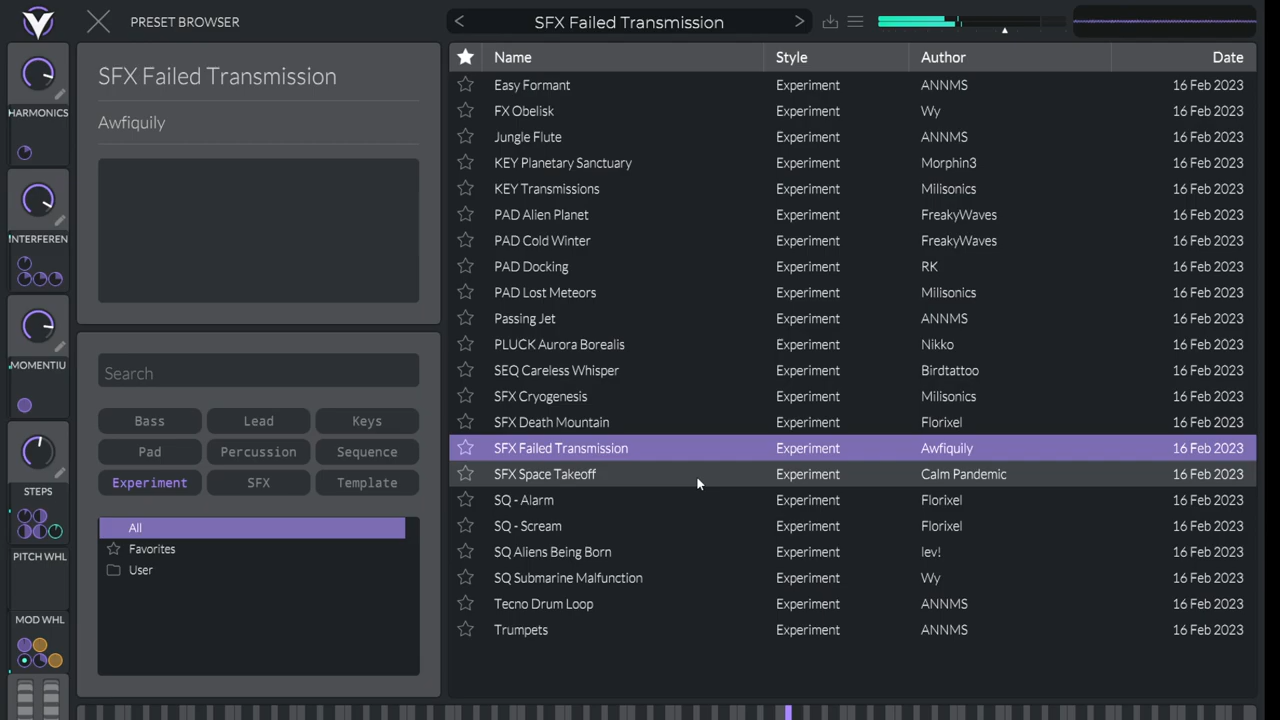 PRESET BROWSER
SFX Failed Transmission
HARMONICS
INTERFEREN
MOMENTIU
STEPS
PITCH WHL
MOD WHL
SFX Failed Transmission
Awfiquily
Search
Bass Lead Keys
Pad Percussion Sequence
Experiment SFX Template
All
Favorites
User
Name Style Author Date
Easy Formant Experiment ANNMS 16 Feb 2023
FX Obelisk Experiment Wy 16 Feb 2023
Jungle Flute Experiment ANNMS 16 Feb 2023
KEY Planetary Sanctuary Experiment Morphin3 16 Feb 2023
KEY Transmissions Experiment Milisonics 16 Feb 2023
PAD Alien Planet Experiment FreakyWaves 16 Feb 2023
PAD Cold Winter Experiment FreakyWaves 16 Feb 2023
PAD Docking Experiment RK 16 Feb 2023
PAD Lost Meteors Experiment Milisonics 16 Feb 2023
Passing Jet Experiment ANNMS 16 Feb 2023
PLUCK Aurora Borealis Experiment Nikko 16 Feb 2023
SEQ Careless Whisper Experiment Birdtattoo 16 Feb 2023
SFX Cryogenesis Experiment Milisonics 16 Feb 2023
SFX Death Mountain Experiment Florixel 16 Feb 2023
SFX Failed Transmission Experiment Awfiquily 16 Feb 2023
SFX Space Takeoff Experiment Calm Pandemic 16 Feb 2023
SQ - Alarm Experiment Florixel 16 Feb 2023
SQ - Scream Experiment Florixel 16 Feb 2023
SQ Aliens Being Born Experiment lev! 16 Feb 2023
SQ Submarine Malfunction Experiment Wy 16 Feb 2023
Tecno Drum Loop Experiment ANNMS 16 Feb 2023
Trumpets Experiment ANNMS 16 Feb 2023